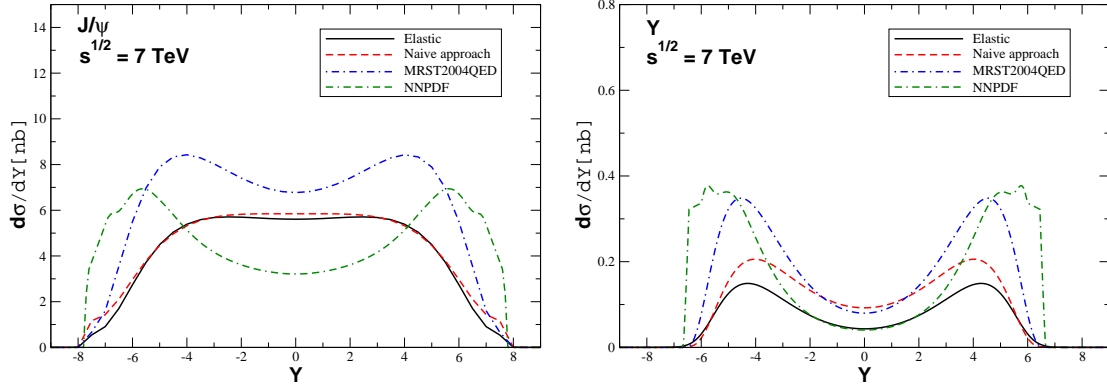 J/ψ
s^1/2 = 7 TeV
Elastic
Naive approach
MRST2004QED
NNPDF
dσ/dY[nb]
14
12
10
8
6
4
2
0
-8 -6 -4 -2 0 2 4 6 8
Y
Y
s^1/2 = 7 TeV
Elastic
Naive approach
MRST2004QED
NNPDF
dσ/dY[nb]
0.8
0.6
0.4
0.2
0
-8 -6 -4 -2 0 2 4 6 8
Y